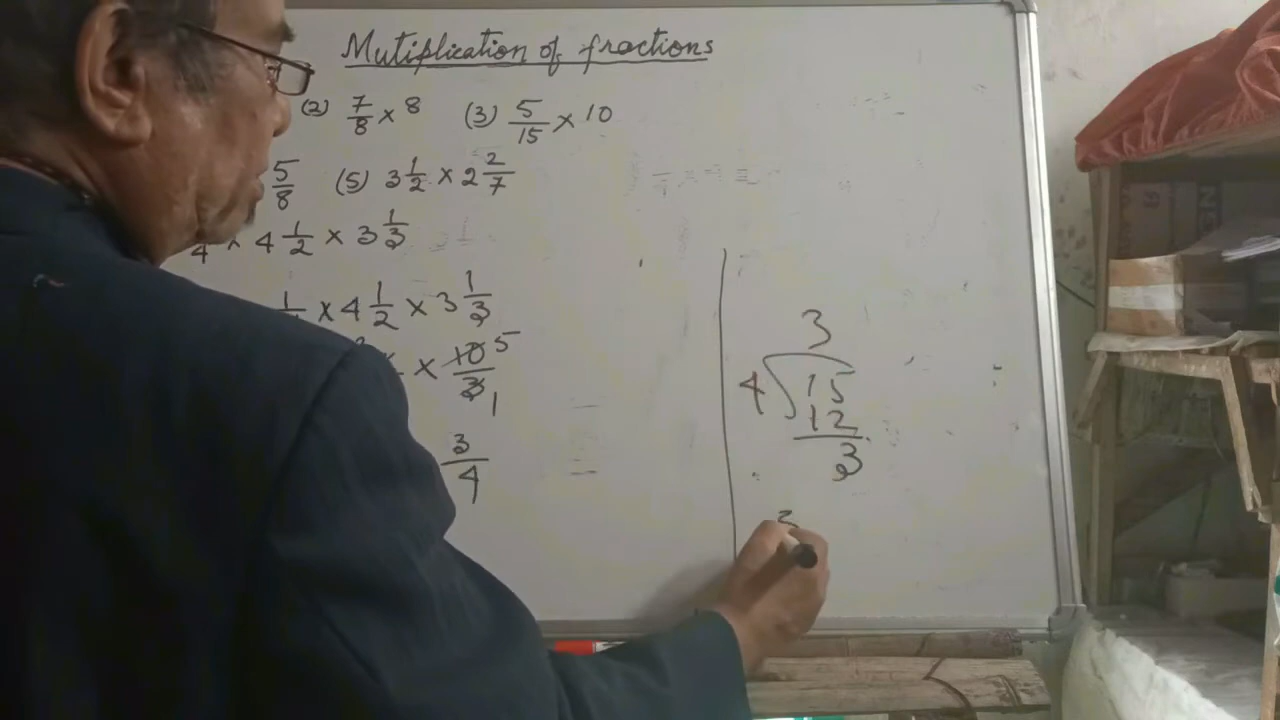 Mutiplication of fractions
(2) 7/8 × 8 (3) 5/15 × 10
5/8 (5) 3 1/2 × 2 2/7
4 × 4 1/2 × 3 1/3
× 4 1/2 × 3 1/3
× 10/3 5 1
3/4
3
4 15
12
3